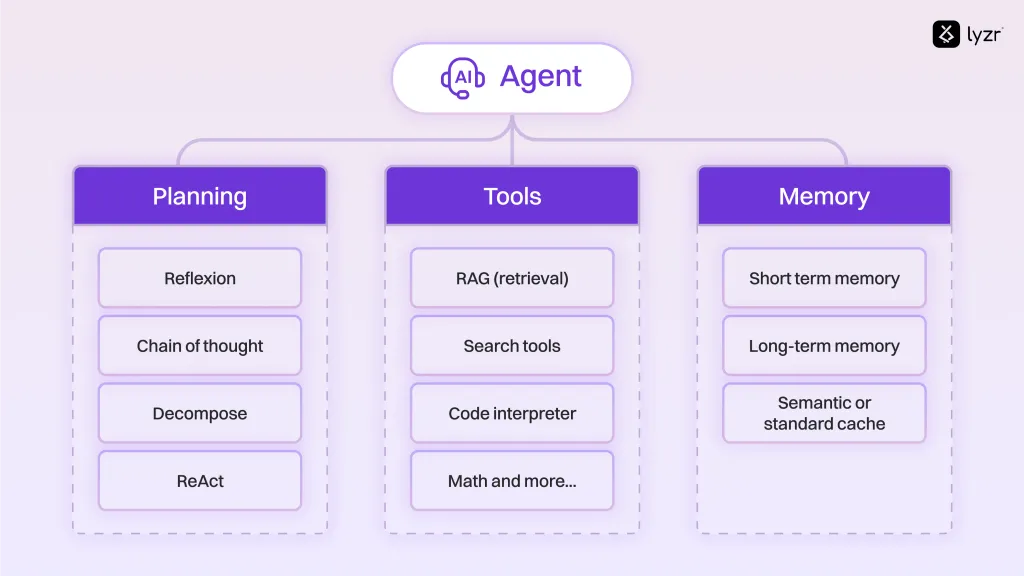 lyzr
AI Agent
Planning
Reflexion
Chain of thought
Decompose
ReAct
Tools
RAG (retrieval)
Search tools
Code interpreter
Math and more...
Memory
Short term memory
Long-term memory
Semantic or
standard cache